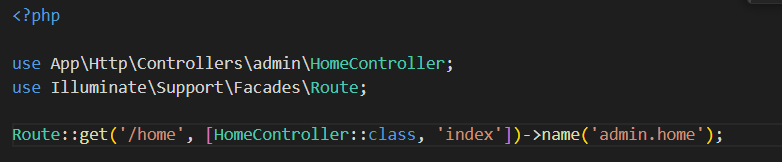 <?php
use App\Http\Controllers\admin\HomeController;
use Illuminate\Support\Facades\Route;
Route::get('/home', [HomeController::class, 'index'])->name('admin.home');